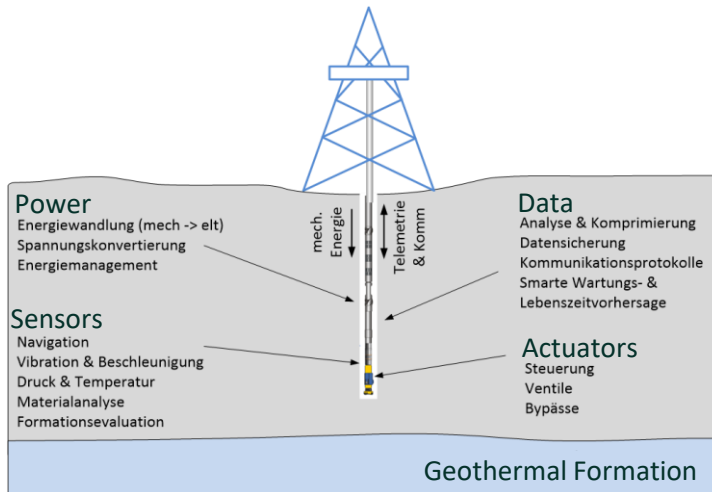 Power
Energiewandlung (mech -> elt)
Spannungskonvertierung
Energiemanagement
Sensors
Navigation
Vibration & Beschleunigung
Druck & Temperatur
Materialanalyse
Formationsevaluation
mech.
Energie
Telemetrie
& Komm
Data
Analyse & Komprimierung
Datensicherung
Kommunikationsprotokolle
Smarte Wartungs- &
Lebenszeitvorhersage
Actuators
Steuerung
Ventile
Bypässe
Geothermal Formation